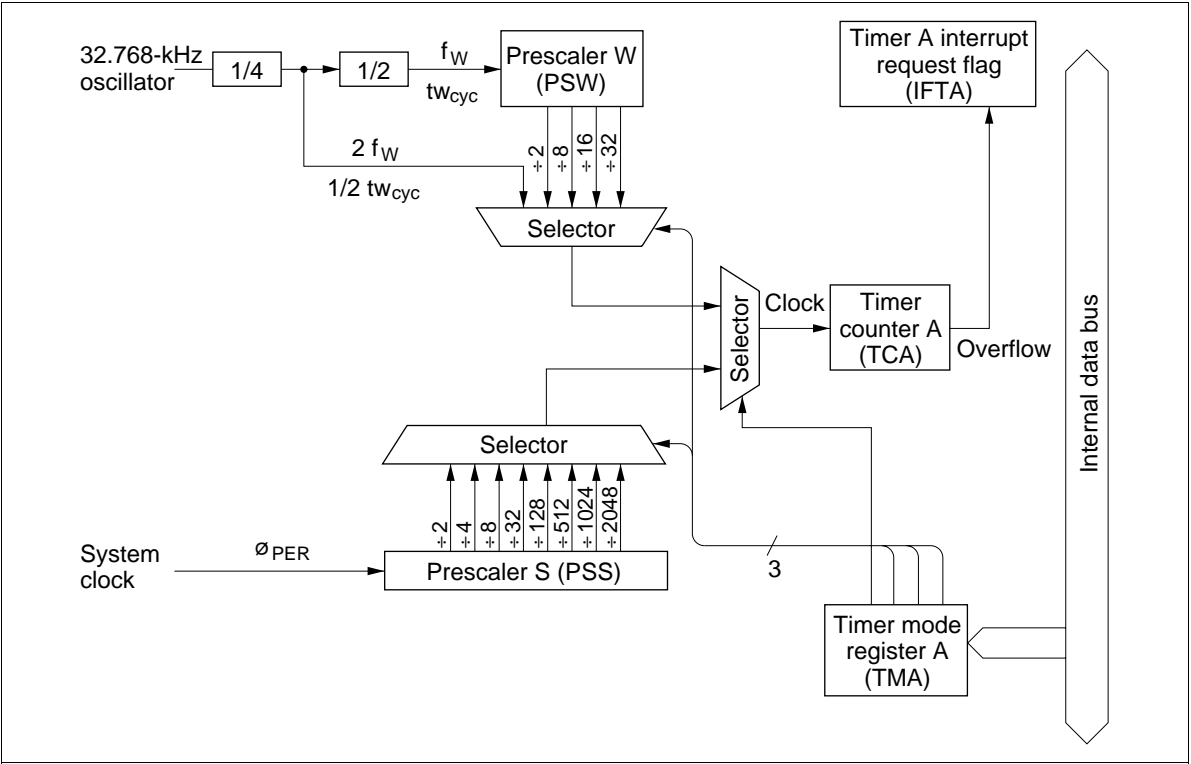 32.768-kHz
oscillator
1/4
1/2
fW
twcyc
Prescaler W
(PSW)
Timer A interrupt
request flag
(IFTA)
2 fW
1/2 twcyc
÷ 2
÷ 8
÷ 16
÷ 32
Selector
Selector
Clock
Timer
counter A
(TCA)
Overflow
Internal data bus
Selector
÷ 2
÷ 4
÷ 8
÷ 32
÷ 128
÷ 512
÷ 1024
÷ 2048
System
clock
øPER
Prescaler S (PSS)
3
Timer mode
register A
(TMA)